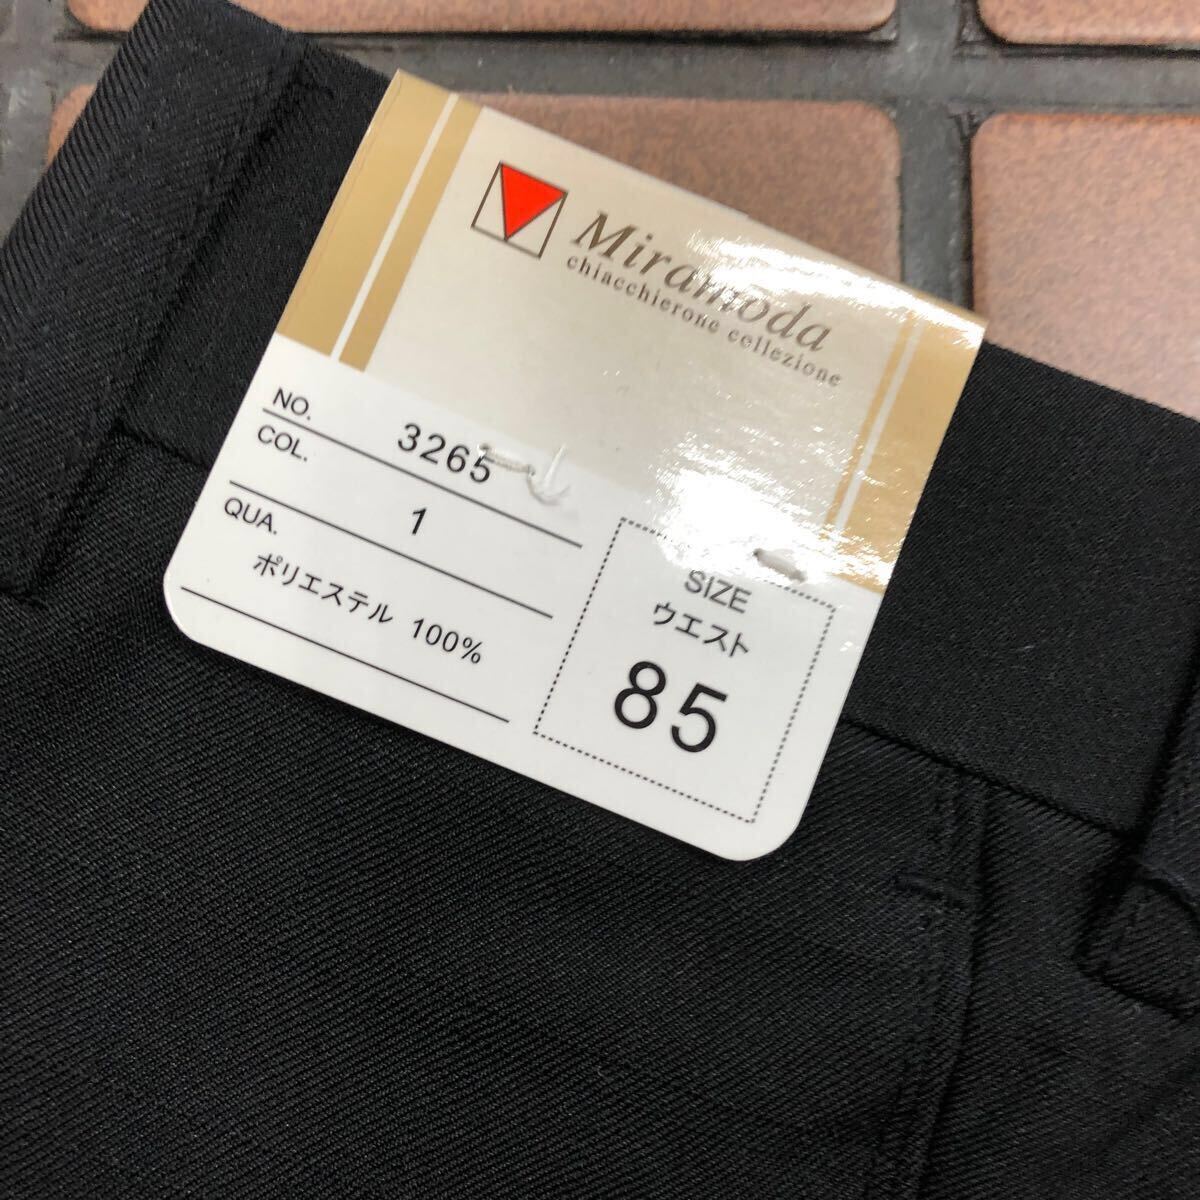 Miramoda
chiacchierone collezione
NO. 3265
COL. 1
QUA.
ポリエステル 100%
SIZE
ウエスト
85